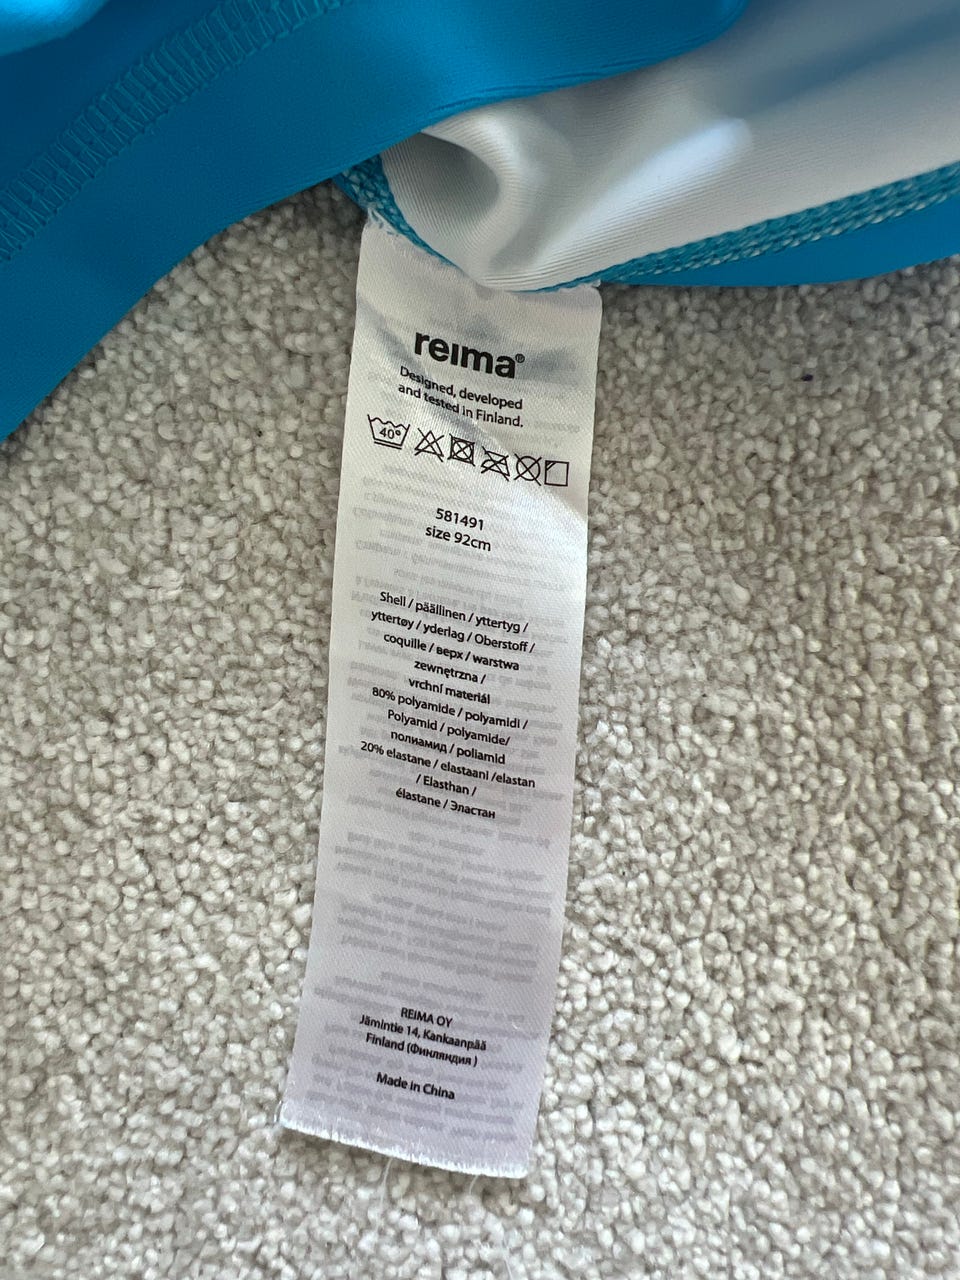 reima®
Designed, developed
and tested in Finland.
40°
581491
size 92cm
Shell / päällinen / yttertyg /
yttertøy / yderlag / Oberstoff /
coquille / верх / warstwa
zewnętrzna /
vrchní materiál
80% polyamide / polyamidi /
Polyamid / polyamide/
полиамид / poliamid
20% elastane / elastaani /elastan
/ Elasthan /
élastane / Эластан
REIMA OY
Jämintie 14, Kankaanpää
Finland (Финляндия )
Made in China